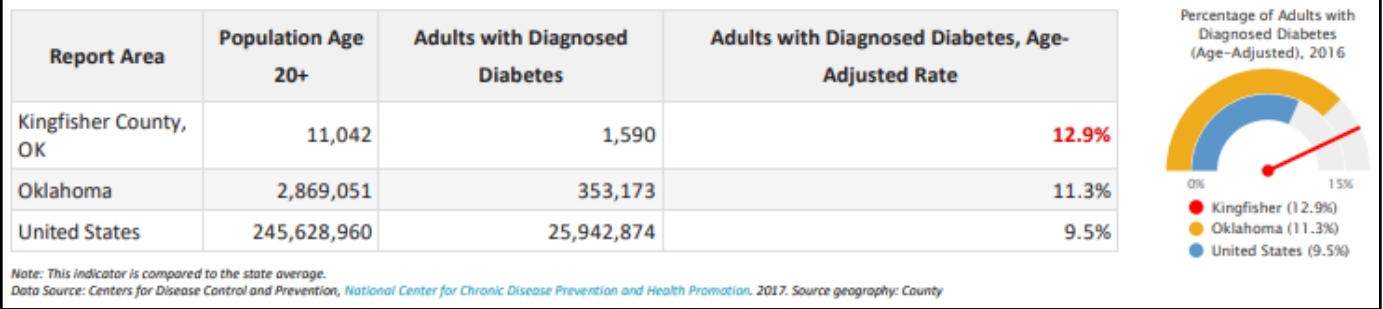 Report Area
Population Age
20+
Adults with Diagnosed
Diabetes
Adults with Diagnosed Diabetes, Age-
Adjusted Rate
Kingfisher County,
OK
11,042
1,590
12.9%
Oklahoma
2,869,051
353,173
11.3%
United States
245,628,960
25,942,874
9.5%
Note: This indicator is compared to the state average.
Data Source: Centers for Disease Control and Prevention, National Center for Chronic Disease Prevention and Health Promotion. 2017. Source geography: County
Percentage of Adults with
Diagnosed Diabetes
(Age-Adjusted), 2016
0%
15%
Kingfisher (12.9%)
Oklahoma (11.3%)
United States (9.5%)